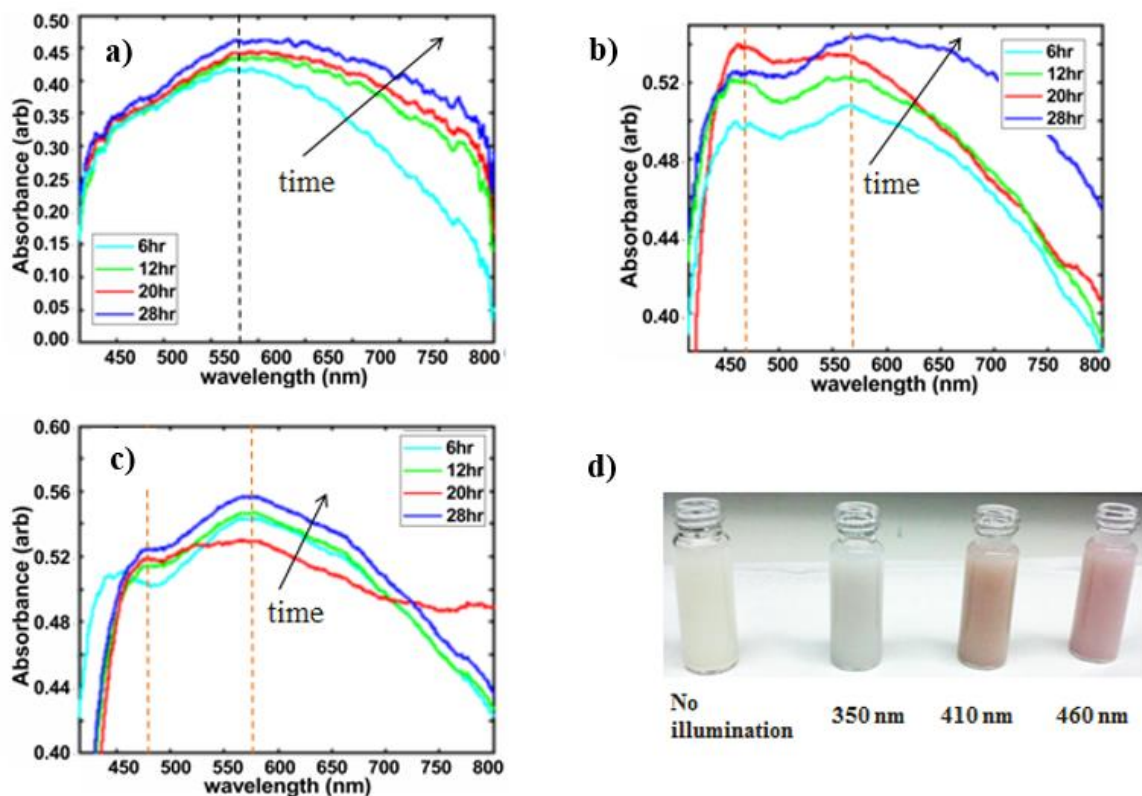 a)
0.50
0.45
0.40
0.35
0.30
0.25
0.20
0.15
0.10
0.05
0.00
Absorbance (arb)
time
6hr
12hr
20hr
28hr
450 500 550 600 650 700 750 800
wavelength (nm)
b)
0.52
0.48
0.44
0.40
Absorbance (arb)
6hr
12hr
20hr
28hr
time
450 500 550 600 650 700 750 800
wavelength (nm)
c)
0.60
0.56
0.52
0.48
0.44
0.40
Absorbance (arb)
6hr
12hr
20hr
28hr
time
450 500 550 600 650 700 750 800
wavelength (nm)
d)
No
illumination
350 nm
410 nm
460 nm